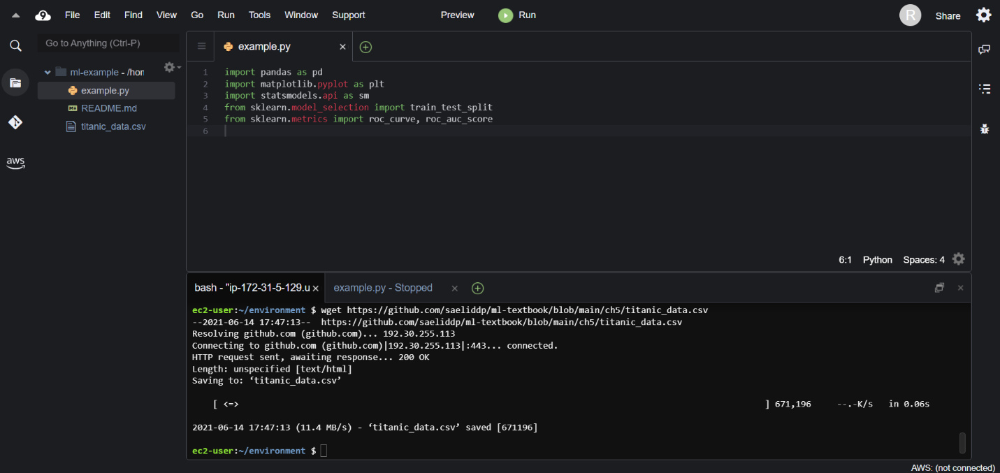 File Edit Find View Go Run Tools Window Support Preview Run R Share
9
Go to Anything (Ctrl-P)
ml-example - /hon
example.py
README.md
titanic_data.csv
aws
example.py ×
1 import pandas as pd
2 import matplotlib.pyplot as plt
3 import statsmodels.api as sm
4 from sklearn.model_selection import train_test_split
5 from sklearn.metrics import roc_curve, roc_auc_score
6
6:1 Python Spaces: 4
bash - "ip-172-31-5-129.u × example.py - Stopped ×
ec2-user:~/environment $ wget https://github.com/saeliddp/ml-textbook/blob/main/ch5/titanic_data.csv
--2021-06-14 17:47:13-- https://github.com/saeliddp/ml-textbook/blob/main/ch5/titanic_data.csv
Resolving github.com (github.com)... 192.30.255.113
Connecting to github.com (github.com)|192.30.255.113|:443... connected.
HTTP request sent, awaiting response... 200 OK
Length: unspecified [text/html]
Saving to: ‘titanic_data.csv’
[ <=> ] 671,196 --.-K/s in 0.06s
2021-06-14 17:47:13 (11.4 MB/s) - ‘titanic_data.csv’ saved [671196]
ec2-user:~/environment $
AWS: (not connected)